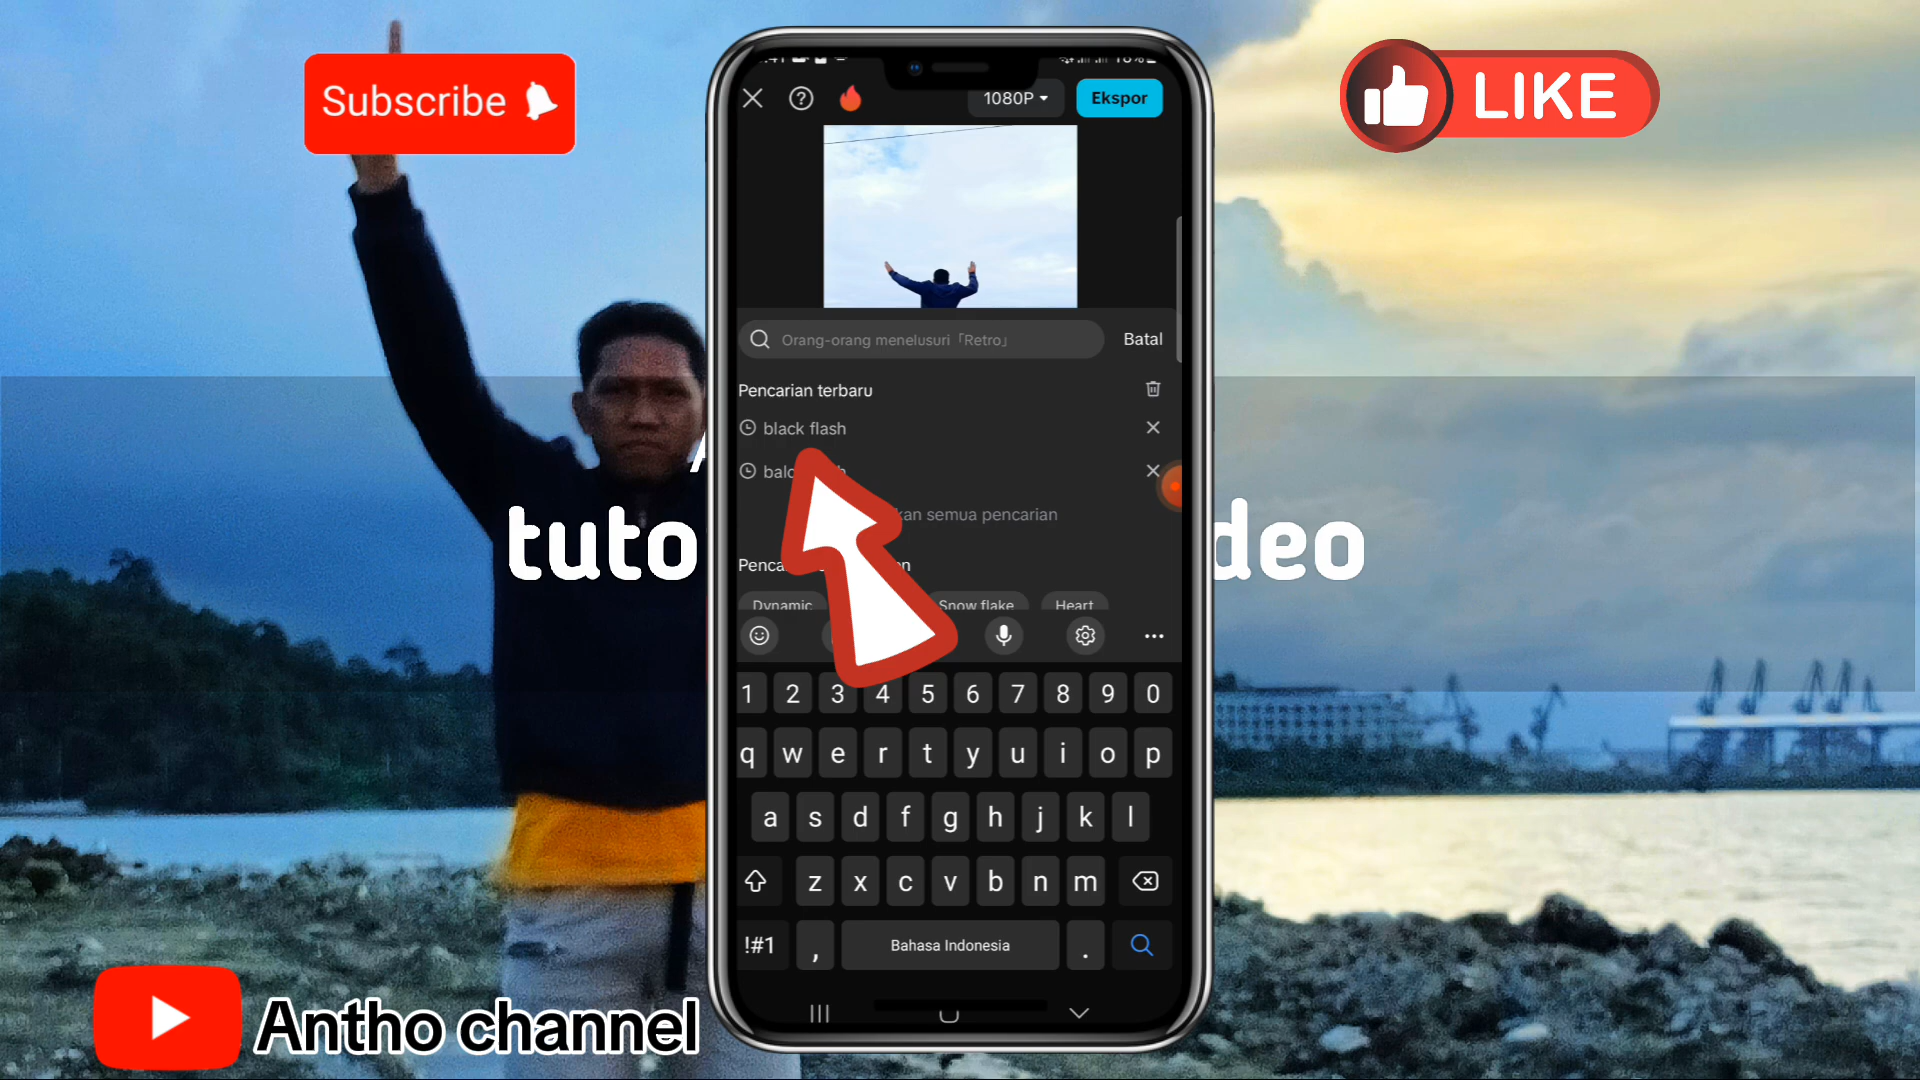 Subscribe
LIKE
1080P
Ekspor
Orang-orang menelusuri「Retro」
Batal
Pencarian terbaru
black flash
semua pencarian
Dynamic
Snow flake
Heart
tuto
deo
1 2 3 4 5 6 7 8 9 0
q w e r t y u i o p
a s d f g h j k l
z x c v b n m
!#1 , Bahasa Indonesia .
Antho channel